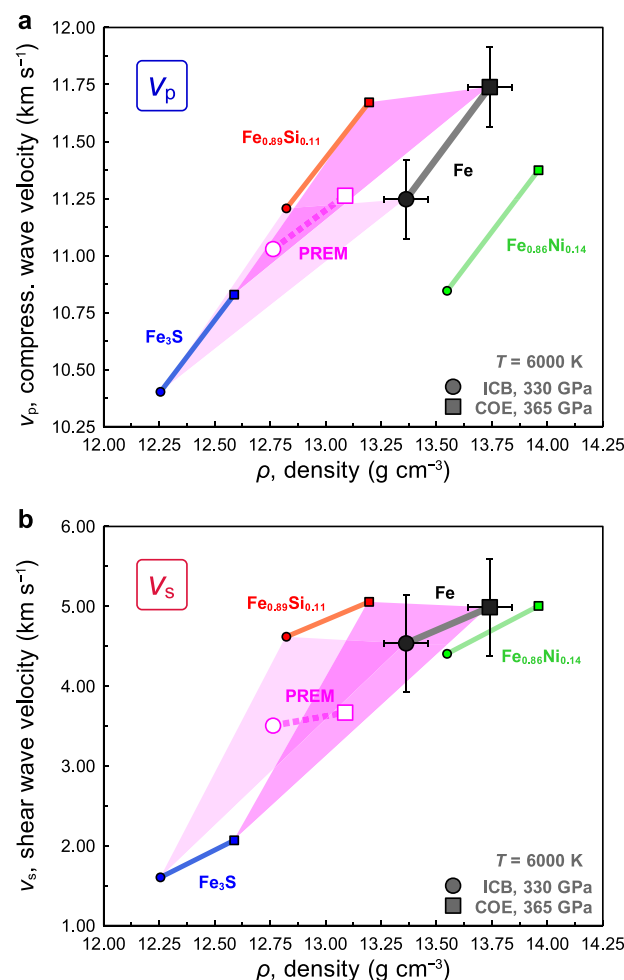 a
12.00
11.75
11.50
11.25
11.00
10.75
10.50
10.25
vₚ, compress. wave velocity (km s⁻¹)
Vₚ
Fe₀.₈₉Si₀.₁₁
Fe
Fe₀.₈₆Ni₀.₁₄
PREM
Fe₃S
T = 6000 K
ICB, 330 GPa
COE, 365 GPa
12.00 12.25 12.50 12.75 13.00 13.25 13.50 13.75 14.00 14.25
ρ, density (g cm⁻³)
b
6.00
5.00
4.00
3.00
2.00
1.00
vₛ, shear wave velocity (km s⁻¹)
Vₛ
Fe
Fe₀.₈₉Si₀.₁₁
Fe₀.₈₆Ni₀.₁₄
PREM
Fe₃S
T = 6000 K
ICB, 330 GPa
COE, 365 GPa
12.00 12.25 12.50 12.75 13.00 13.25 13.50 13.75 14.00 14.25
ρ, density (g cm⁻³)